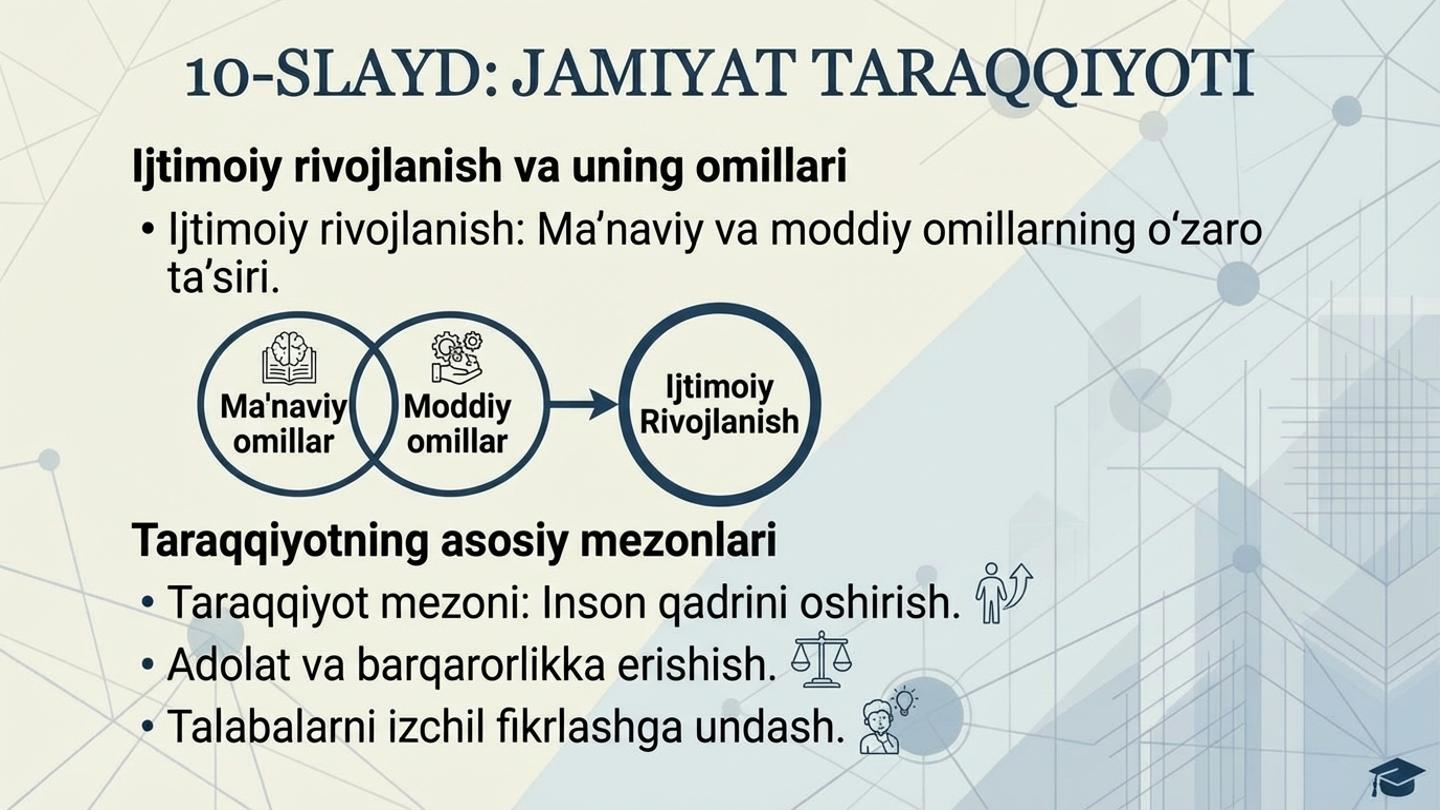 10-SLAYD: JAMIYAT TARAQQIYOTI
Ijtimoiy rivojlanish va uning omillari
• Ijtimoiy rivojlanish: Ma’naviy va moddiy omillarning o‘zaro
ta’siri.
Ma'naviy
omillar
Moddiy
omillar
Ijtimoiy
Rivojlanish
Taraqqiyotning asosiy mezonlari
• Taraqqiyot mezoni: Inson qadrini oshirish.
• Adolat va barqarorlikka erishish.
• Talabalarni izchil fikrlashga undash.